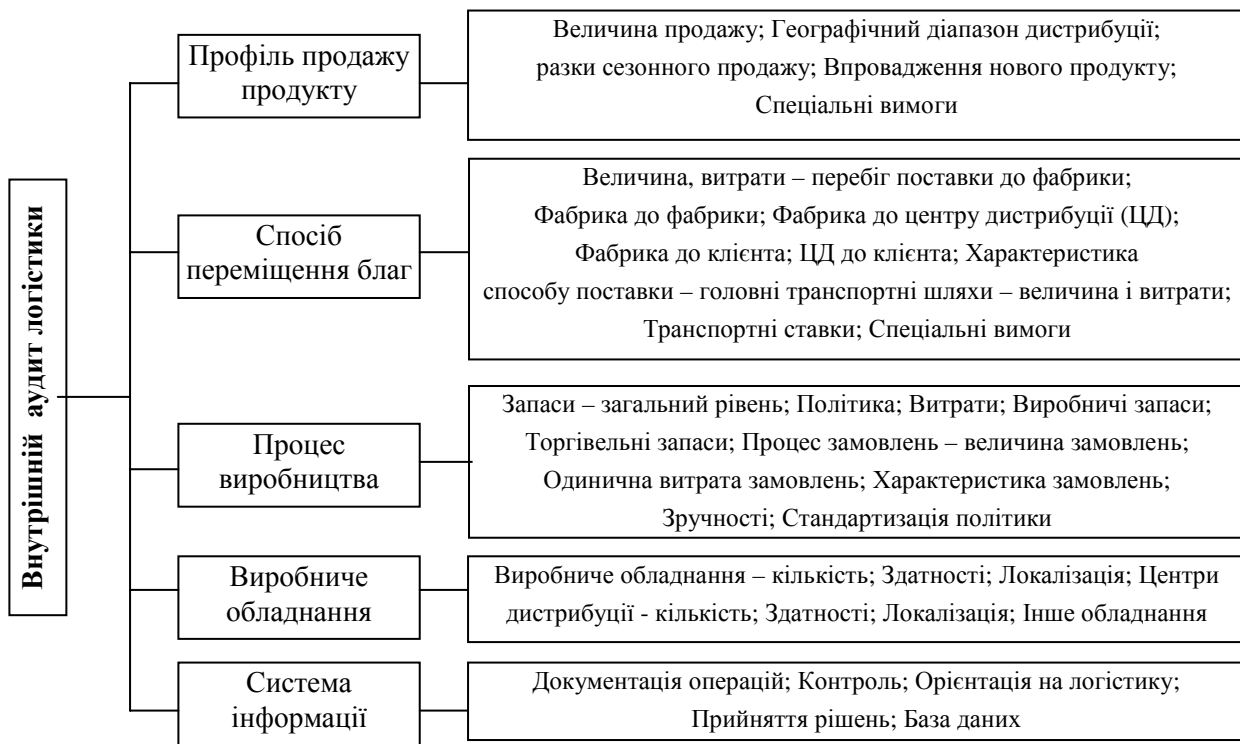 Внутрішній аудит логістики
Профіль продажу
продукту
Величина продажу; Географічний діапазон дистрибуції;
разки сезонного продажу; Впровадження нового продукту;
Спеціальні вимоги
Спосіб
переміщення благ
Величина, витрати – перебіг поставки до фабрики;
Фабрика до фабрики; Фабрика до центру дистрибуції (ЦД);
Фабрика до клієнта; ЦД до клієнта; Характеристика
способу поставки – головні транспортні шляхи – величина і витрати;
Транспортні ставки; Спеціальні вимоги
Процес
виробництва
Запаси – загальний рівень; Політика; Витрати; Виробничі запаси;
Торгівельні запаси; Процес замовлень – величина замовлень;
Одинична витрата замовлень; Характеристика замовлень;
Зручності; Стандартизація політики
Виробниче
обладнання
Виробниче обладнання – кількість; Здатності; Локалізація; Центри
дистрибуції - кількість; Здатності; Локалізація; Інше обладнання
Система
інформації
Документація операцій; Контроль; Орієнтація на логістику;
Прийняття рішень; База даних